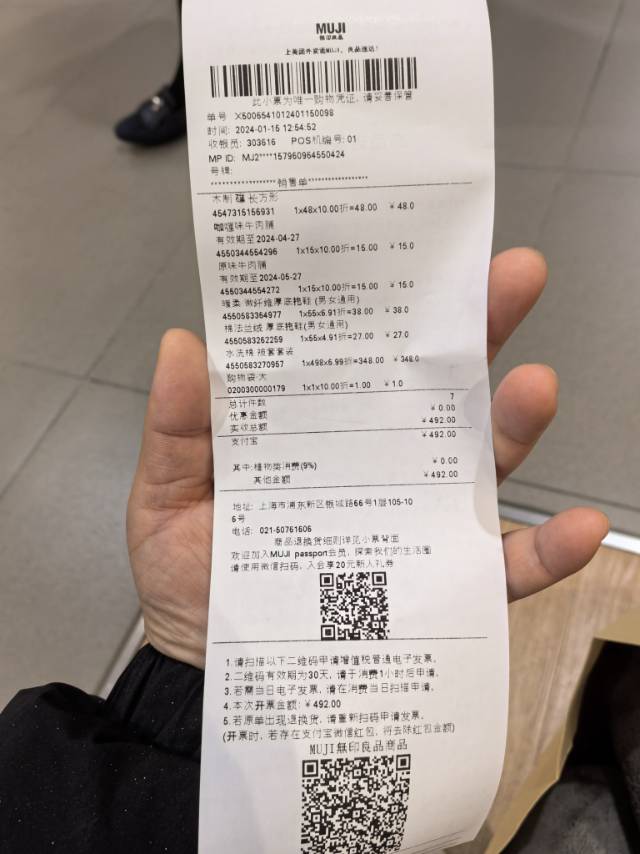 MUJI
無印良品
上美团外卖搜MUJI，良品速达！
此小票为唯一购物凭证，请妥善保管
单号 X5006541012401150098
时间: 2024-01-15 12:54:52
收银员: 303616 POS机编号: 01
MP ID: MJ2****157960964550424
号牌:
******************销售单******************
木制 碟 长方形
4547315156931 1x48x10.00折=48.00 ￥48.0
咖喱味牛肉脯
有效期至2024-04-27
4550344554296 1x15x10.00折=15.00 ￥15.0
原味牛肉脯
有效期至2024-05-27
4550344554272 1x15x10.00折=15.00 ￥15.0
暖柔 微纤维厚底拖鞋(男女通用)
4550583364977 1x55x6.91折=38.00 ￥38.0
棉法兰绒 厚底拖鞋(男女通用)
4550583262259 1x55x4.91折=27.00 ￥27.0
水洗棉 被套套装
4550583270957 1x498x6.99折=348.00 ￥348.0
购物袋-大
0200300000179 1x1x10.00折=1.00 ￥1.0
总计件数 7
优惠金额 ￥0.00
实收总额 ￥492.00
支付宝 ￥492.00
其中:植物类消费(9%) ￥0.00
其他金额 ￥492.00
地址: 上海市浦东新区银城路66号1层105-10
6号
电话: 021-50761606
商品退换货细则详见小票背面
欢迎加入MUJI passport会员，探索我们的生活圈
请使用微信扫码，入会享20元新人礼券
1.请扫描以下二维码申请增值税普通电子发票。
2.二维码有效期为30天，请于消费1小时后申请。
3.若需当日电子发票，请在消费当日扫描申请。
4.本次开票金额: ￥492.00
5.若原单出现退换货，请重新扫码申请发票。
(开票时，若存在支付宝微信红包，将去除红包金额)
MUJI無印良品商品